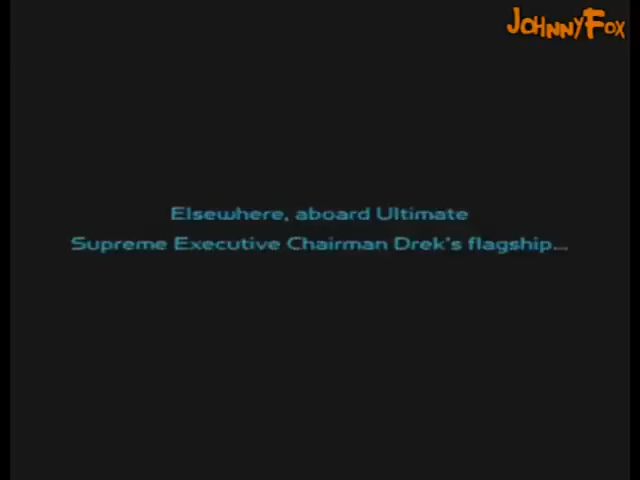 JohnnyFox
Elsewhere, aboard Ultimate
Supreme Executive Chairman Drek's flagship...